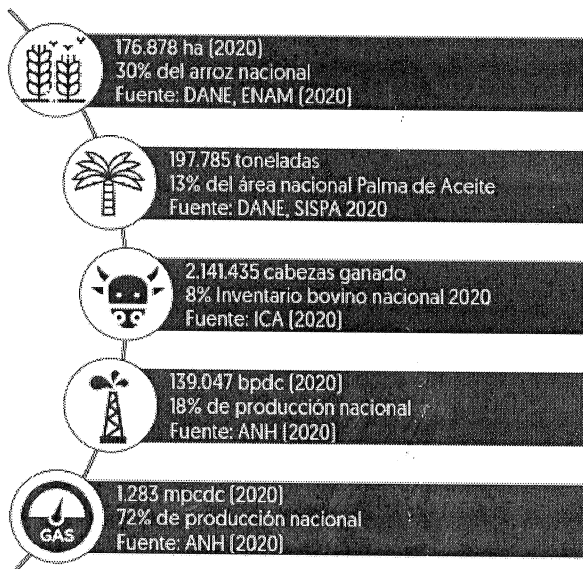 176.878 ha (2020)
30% del arroz nacional
Fuente: DANE, ENAM (2020)
197.785 toneladas
13% del área nacional Palma de Aceite
Fuente: DANE, SISPA 2020
2.141.435 cabezas ganado
8% Inventario bovino nacional 2020
Fuente: ICA (2020)
139.047 bpdc (2020)
18% de producción nacional
Fuente: ANH (2020)
1.283 mpcdc (2020)
72% de producción nacional
Fuente: ANH (2020)
GAS